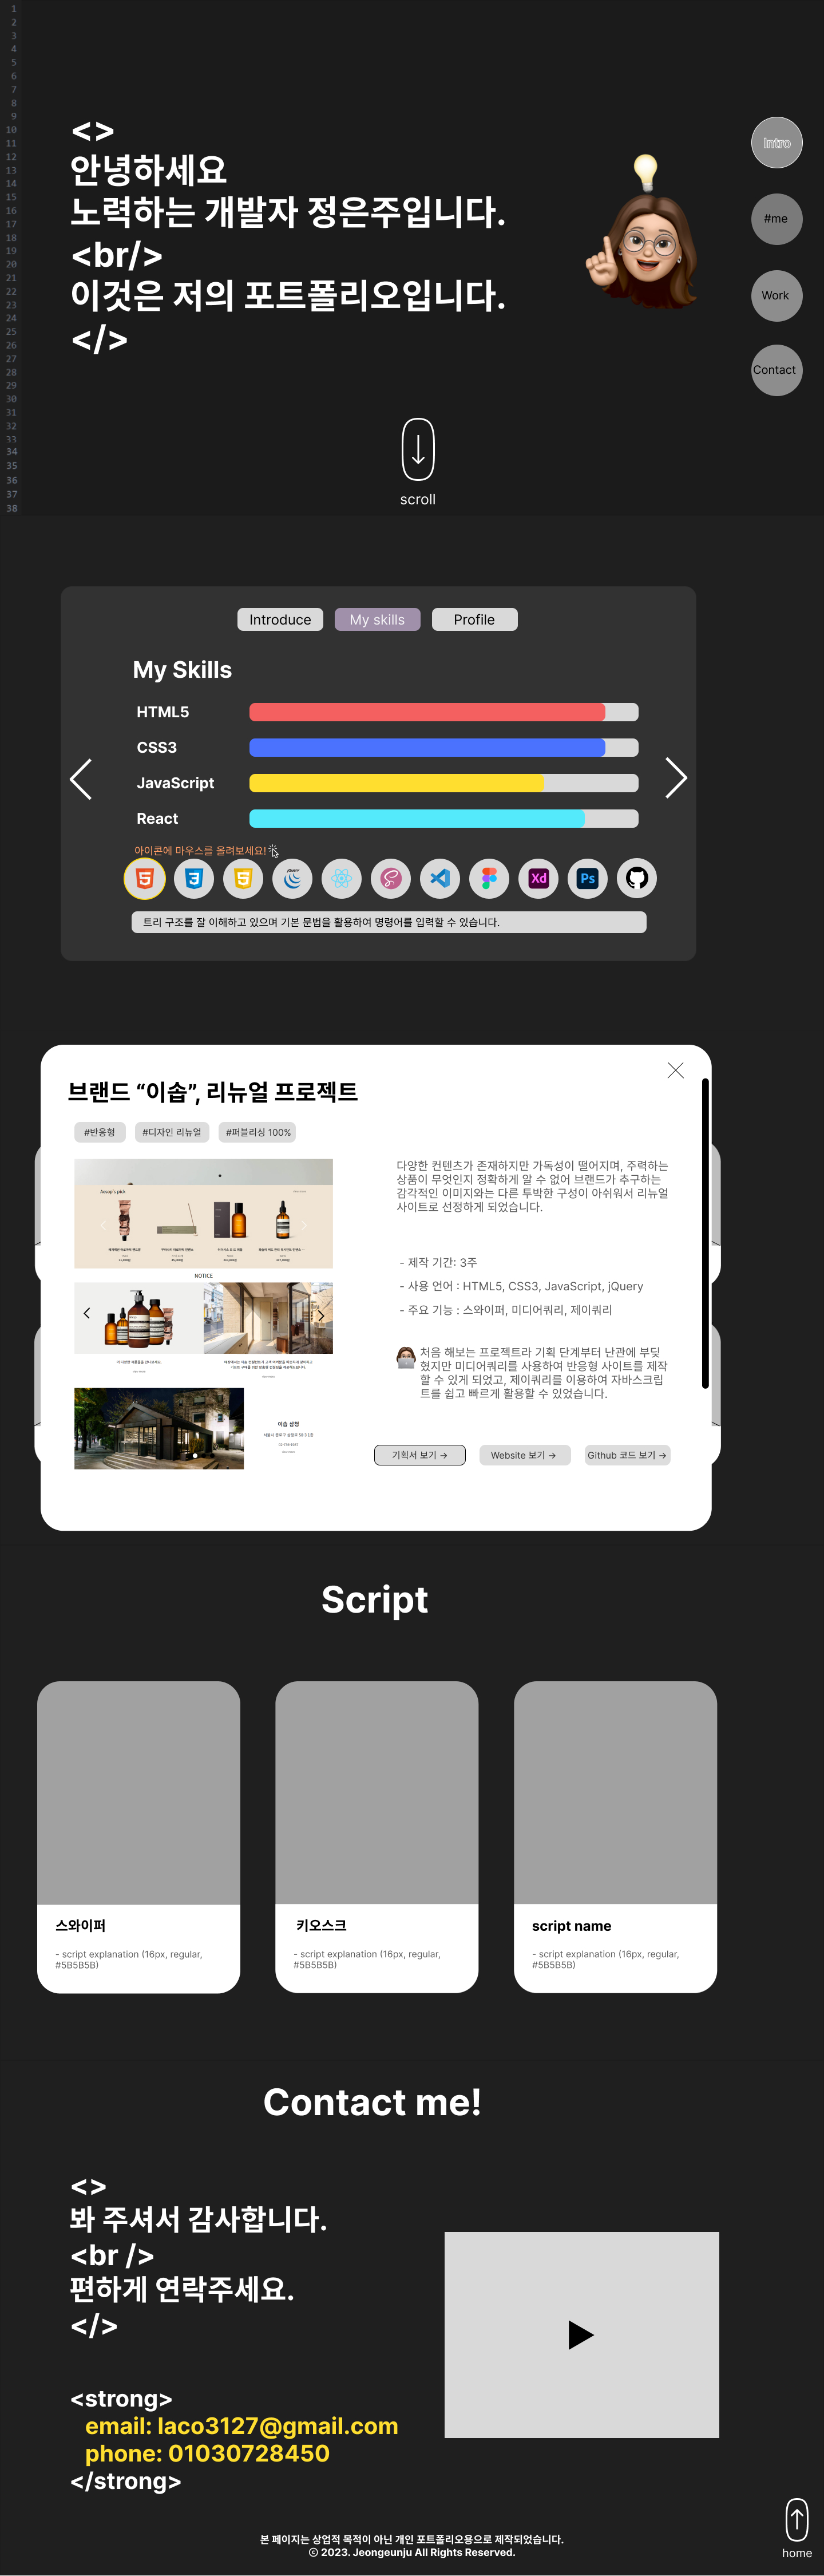 1
2
3
4
5
6
7
8
9
10
11
12
13
14
15
16
17
18
19
20
21
22
23
24
25
26
27
28
29
30
31
32
33
34
35
36
37
38
<>
안녕하세요
노력하는 개발자 정은주입니다.
<br/>
이것은 저의 포트폴리오입니다.
</>
intro
#me
Work
Contact
scroll
Introduce
My skills
Profile
My Skills
HTML5
CSS3
JavaScript
React
아이콘에 마우스를 올려보세요!
Xd
Ps
트리 구조를 잘 이해하고 있으며 기본 문법을 활용하여 명령어를 입력할 수 있습니다.
브랜드 “이솝”, 리뉴얼 프로젝트
#반응형
#디자인 리뉴얼
#퍼블리싱 100%
Aesop's pick
NOTICE
이솝 삼청
다양한 컨텐츠가 존재하지만 가독성이 떨어지며, 주력하는
상품이 무엇인지 정확하게 알 수 없어 브랜드가 추구하는
감각적인 이미지와는 다른 투박한 구성이 아쉬워서 리뉴얼
사이트로 선정하게 되었습니다.
- 제작 기간: 3주
- 사용 언어 : HTML5, CSS3, JavaScript, jQuery
- 주요 기능 : 스와이퍼, 미디어쿼리, 제이쿼리
처음 해보는 프로젝트라 기획 단계부터 난관에 부딪
혔지만 미디어쿼리를 사용하여 반응형 사이트를 제작
할 수 있게 되었고, 제이쿼리를 이용하여 자바스크립
트를 쉽고 빠르게 활용할 수 있었습니다.
기획서 보기 →
Website 보기 →
Github 코드 보기 →
Script
스와이퍼
- script explanation (16px, regular,
#5B5B5B)
키오스크
- script explanation (16px, regular,
#5B5B5B)
script name
- script explanation (16px, regular,
#5B5B5B)
Contact me!
<>
봐 주셔서 감사합니다.
<br />
편하게 연락주세요.
</>
<strong>
email: laco3127@gmail.com
phone: 01030728450
</strong>
home
본 페이지는 상업적 목적이 아닌 개인 포트폴리오용으로 제작되었습니다.
ⓒ 2023. Jeongeunju All Rights Reserved.